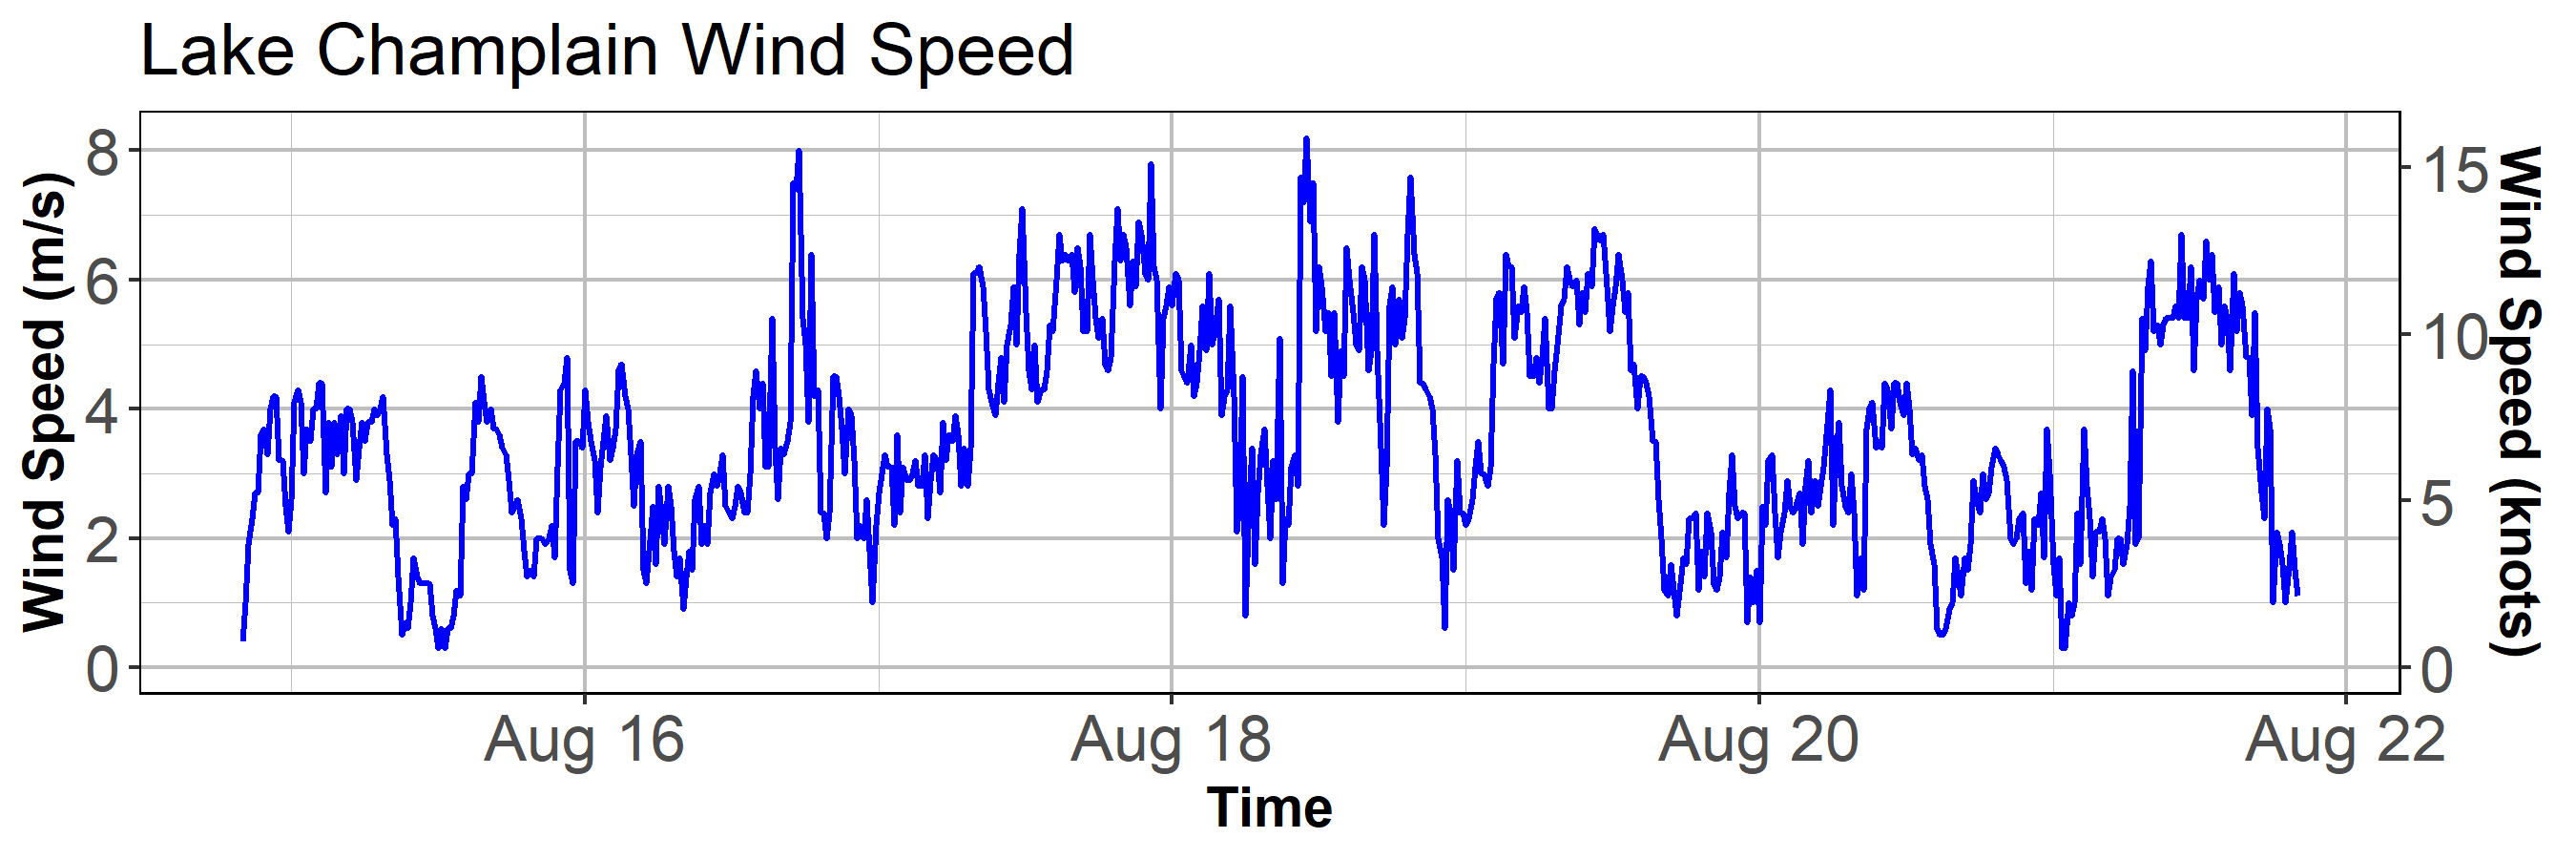 Lake Champlain Wind Speed
Wind Speed (m/s)
8
6
4
2
0
15
10
5
0
Wind Speed (knots)
Aug 16 Aug 18 Aug 20 Aug 22
Time